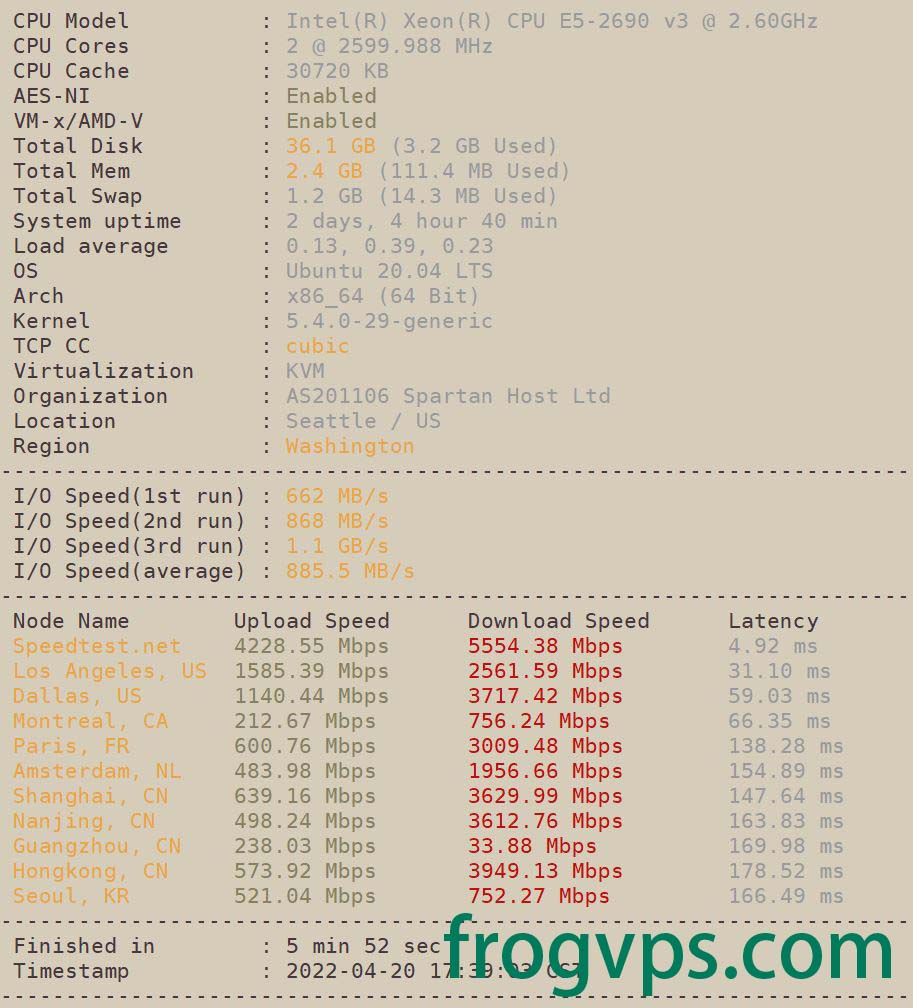 CPU Model : Intel(R) Xeon(R) CPU E5-2690 v3 @ 2.60GHz
CPU Cores : 2 @ 2599.988 MHz
CPU Cache : 30720 KB
AES-NI : Enabled
VM-x/AMD-V : Enabled
Total Disk : 36.1 GB (3.2 GB Used)
Total Mem : 2.4 GB (111.4 MB Used)
Total Swap : 1.2 GB (14.3 MB Used)
System uptime : 2 days, 4 hour 40 min
Load average : 0.13, 0.39, 0.23
OS : Ubuntu 20.04 LTS
Arch : x86_64 (64 Bit)
Kernel : 5.4.0-29-generic
TCP CC : cubic
Virtualization : KVM
Organization : AS201106 Spartan Host Ltd
Location : Seattle / US
Region : Washington
----------------------------------------------------------------------
I/O Speed(1st run) : 662 MB/s
I/O Speed(2nd run) : 868 MB/s
I/O Speed(3rd run) : 1.1 GB/s
I/O Speed(average) : 885.5 MB/s
----------------------------------------------------------------------
Node Name Upload Speed Download Speed Latency
Speedtest.net 4228.55 Mbps 5554.38 Mbps 4.92 ms
Los Angeles, US 1585.39 Mbps 2561.59 Mbps 31.10 ms
Dallas, US 1140.44 Mbps 3717.42 Mbps 59.03 ms
Montreal, CA 212.67 Mbps 756.24 Mbps 66.35 ms
Paris, FR 600.76 Mbps 3009.48 Mbps 138.28 ms
Amsterdam, NL 483.98 Mbps 1956.66 Mbps 154.89 ms
Shanghai, CN 639.16 Mbps 3629.99 Mbps 147.64 ms
Nanjing, CN 498.24 Mbps 3612.76 Mbps 163.83 ms
Guangzhou, CN 238.03 Mbps 33.88 Mbps 169.98 ms
Hongkong, CN 573.92 Mbps 3949.13 Mbps 178.52 ms
Seoul, KR 521.04 Mbps 752.27 Mbps 166.49 ms
----------------------------------------------------------------------
Finished in : 5 min 52 sec
Timestamp : 2022-04-20 17:39:03 CST
----------------------------------------------------------------------
frogvps.com